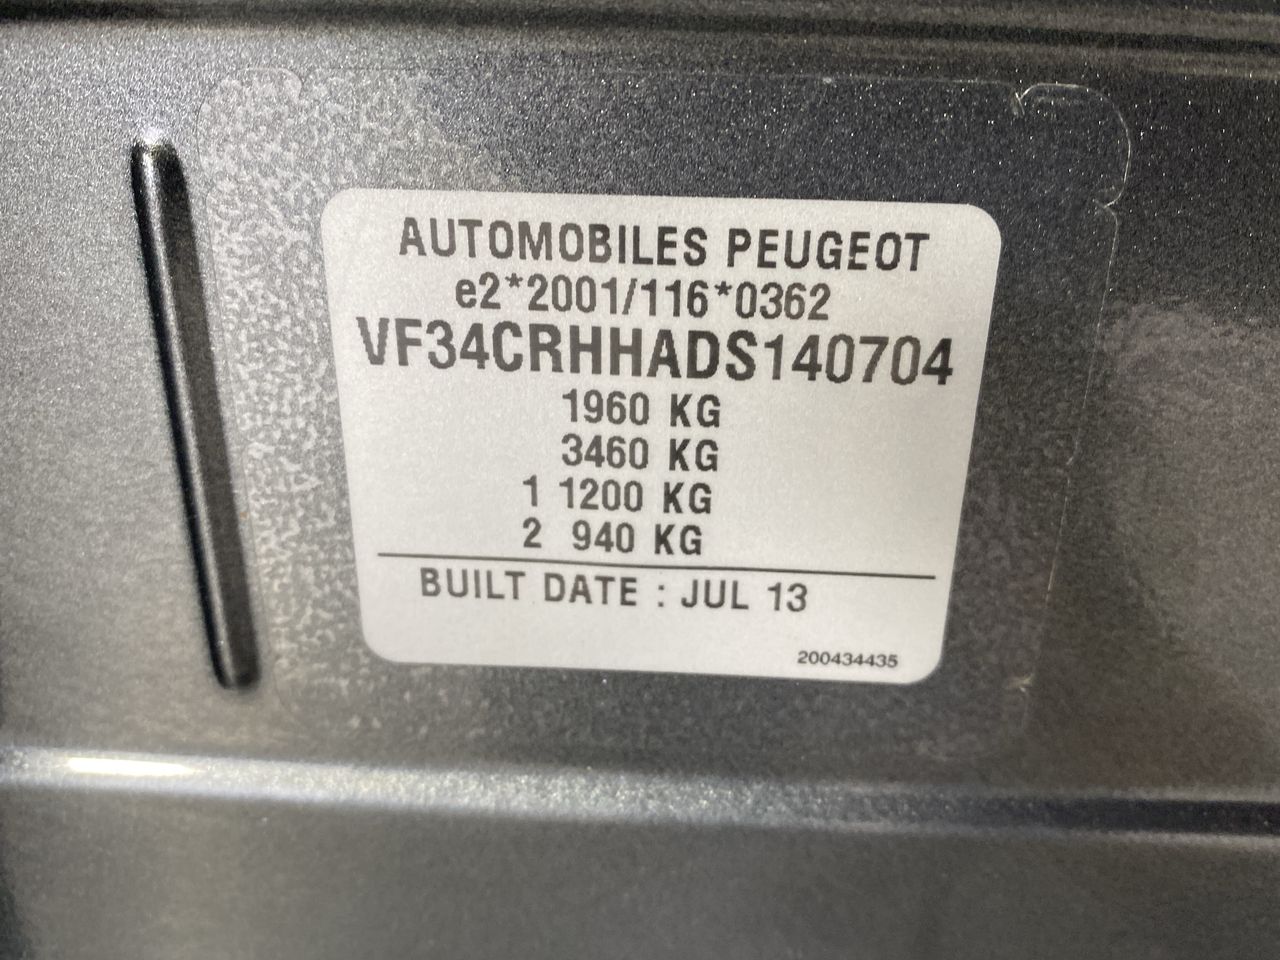 AUTOMOBILES PEUGEOT
e2*2001/116*0362
VF34CRHHADS140704
1960 KG
3460 KG
1 1200 KG
2 940 KG
BUILT DATE : JUL 13
200434435